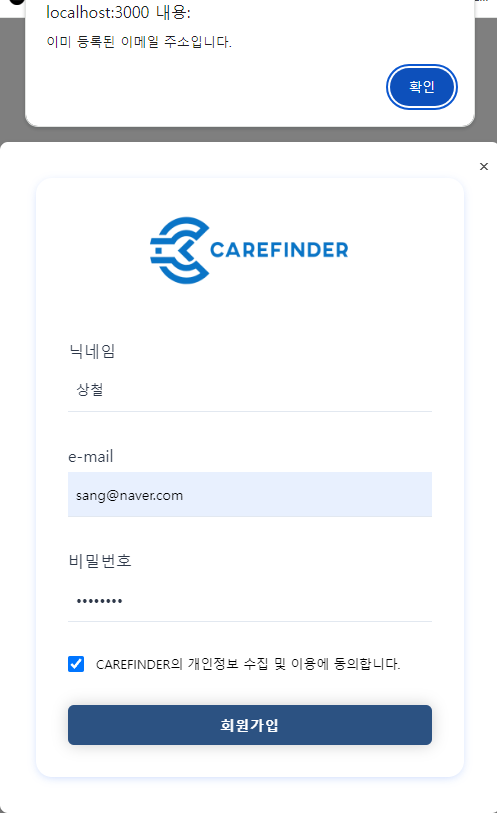 localhost:3000 내용:
이미 등록된 이메일 주소입니다.
확인
×
CAREFINDER
닉네임
상철
e-mail
sang@naver.com
비밀번호
••••••••
CAREFINDER의 개인정보 수집 및 이용에 동의합니다.
회원가입